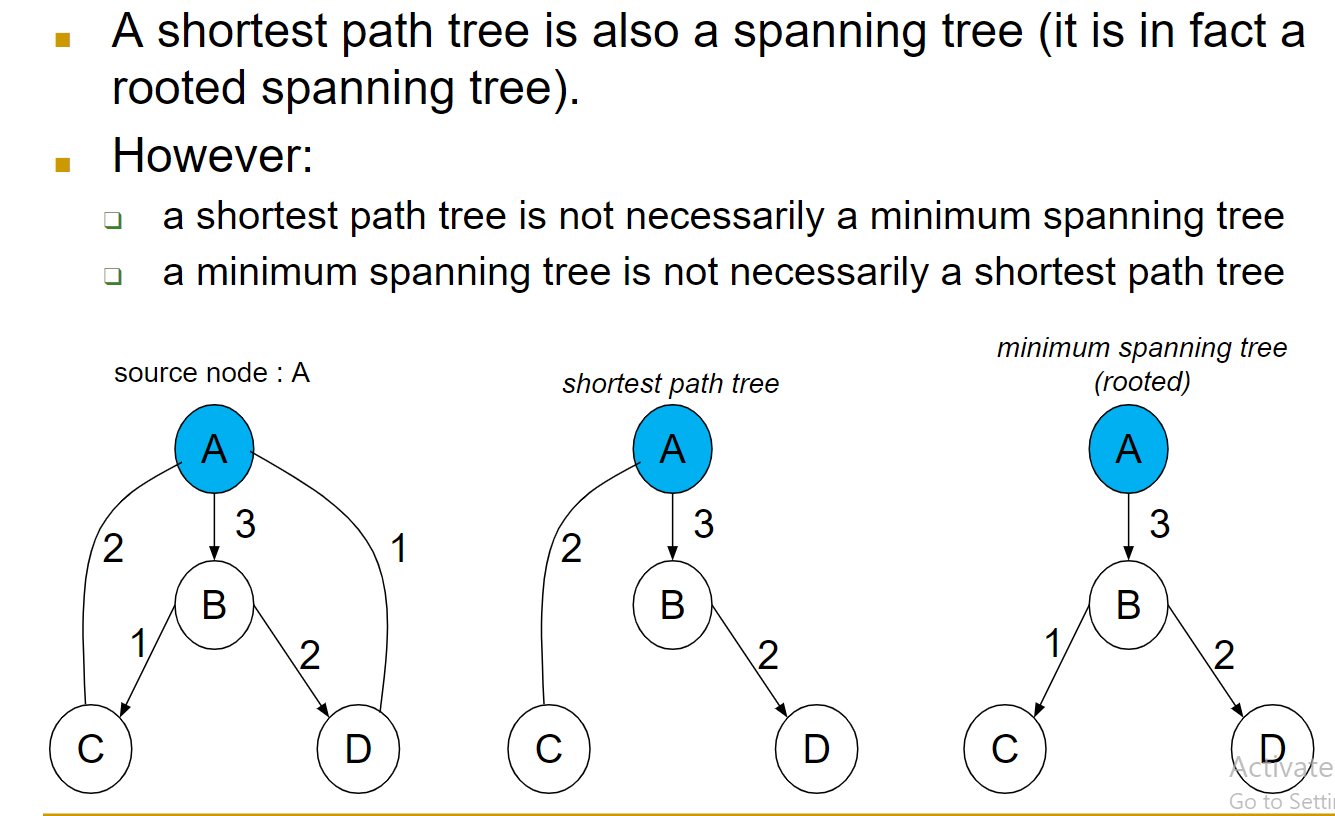 A shortest path tree is also a spanning tree (it is in fact a
rooted spanning tree).
However:
a shortest path tree is not necessarily a minimum spanning tree
a minimum spanning tree is not necessarily a shortest path tree
source node : A
A
2
3
1
B
1
2
C
D
shortest path tree
A
2
3
B
2
C
D
minimum spanning tree
(rooted)
A
3
B
1
2
C
D
Activate
Go to Setti